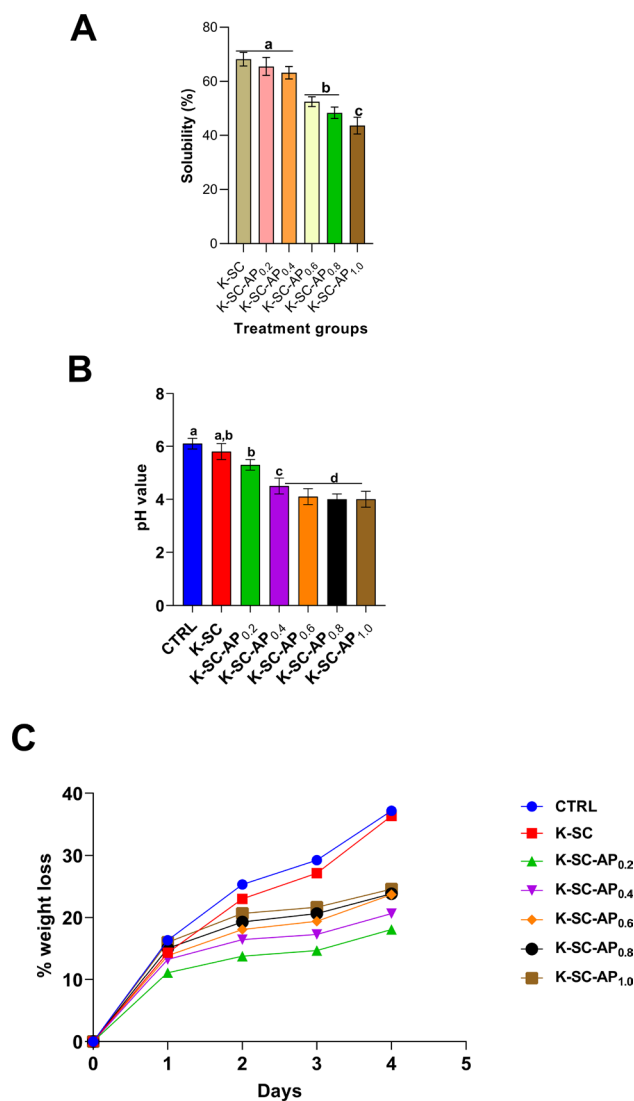 A
80
60
40
20
0
Solubility (%)
a
b
c
K-SC
K-SC-AP0.2
K-SC-AP0.4
K-SC-AP0.6
K-SC-AP0.8
K-SC-AP1.0
Treatment groups
B
8
6
4
2
0
pH value
a
a,b
b
c
d
CTRL
K-SC
K-SC-AP0.2
K-SC-AP0.4
K-SC-AP0.6
K-SC-AP0.8
K-SC-AP1.0
C
40
30
20
10
0
% weight loss
0 1 2 3 4 5
Days
CTRL
K-SC
K-SC-AP0.2
K-SC-AP0.4
K-SC-AP0.6
K-SC-AP0.8
K-SC-AP1.0